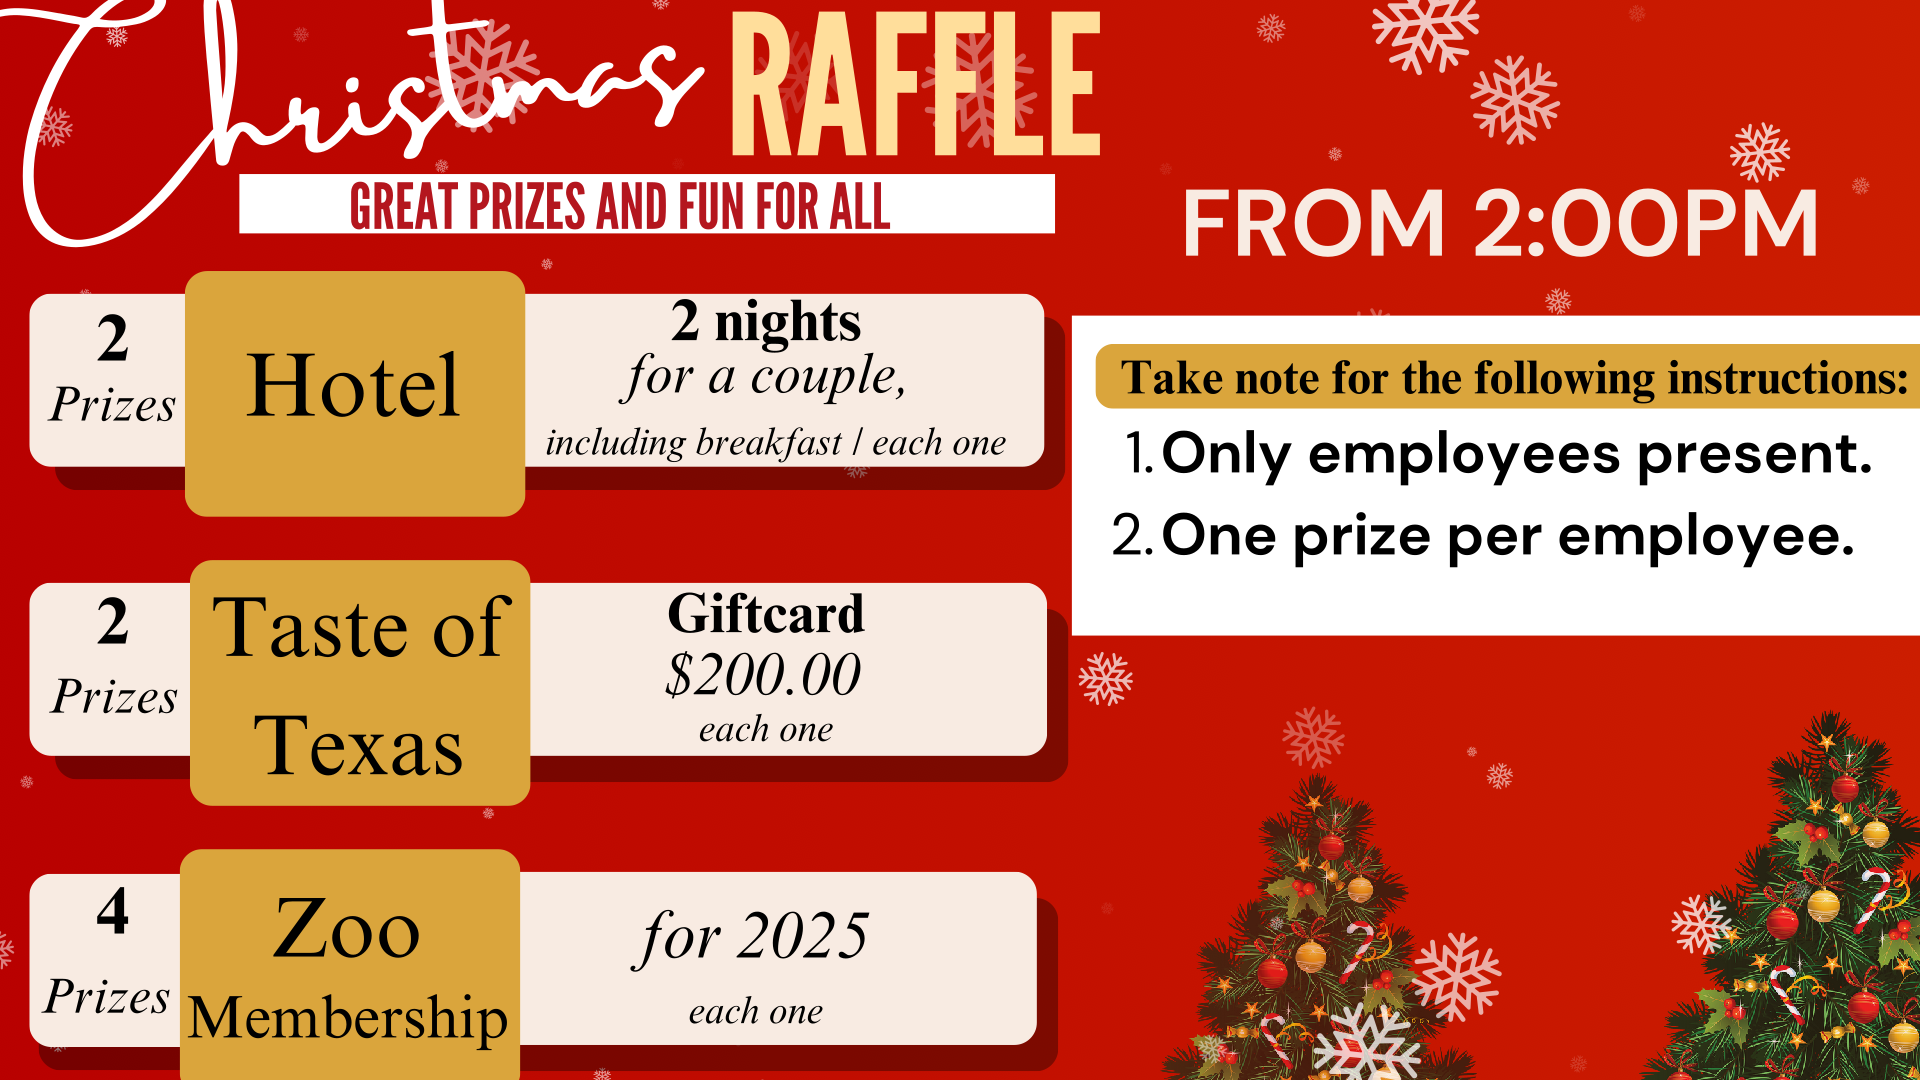 Christmas RAFFLE
GREAT PRIZES AND FUN FOR ALL
FROM 2:00PM
2
Prizes
Hotel
2 nights
for a couple,
including breakfast / each one
2
Prizes
Taste of
Texas
Giftcard
$200.00
each one
4
Prizes
Zoo
Membership
for 2025
each one
Take note for the following instructions:
1. Only employees present.
2. One prize per employee.